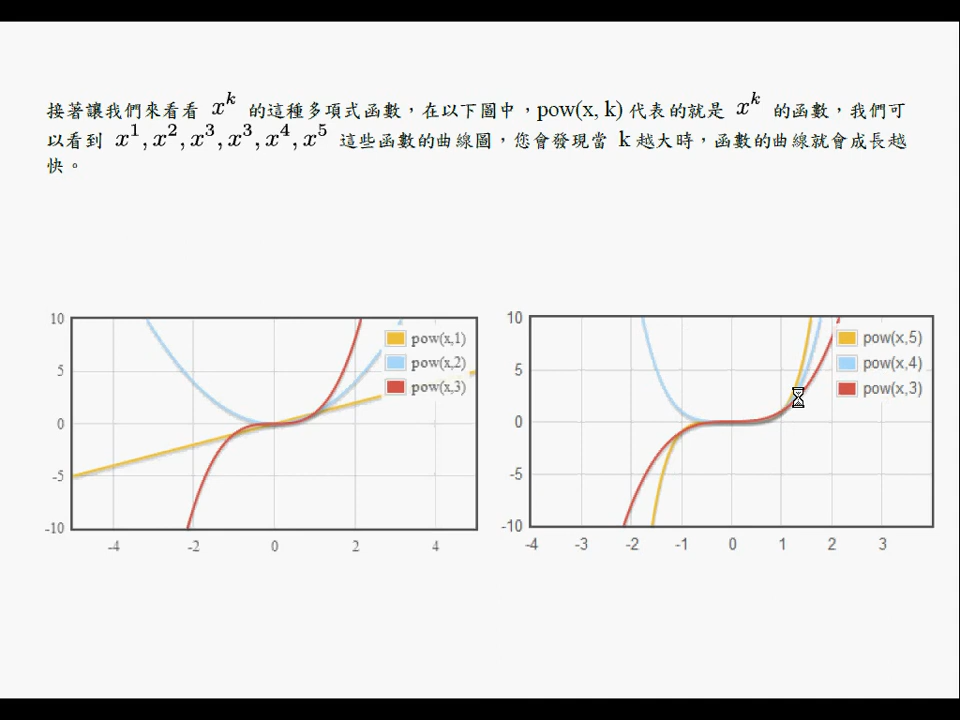 接著讓我們來看看 x^k 的這種多項式函數，在以下圖中，pow(x, k) 代表的就是 x^k 的函數，我們可
以看到 x^1, x^2, x^3, x^3, x^4, x^5 這些函數的曲線圖，您會發現當 k 越大時，函數的曲線就會成長越
快。
10
5
0
-5
-10
-4 -2 0 2 4
pow(x,1)
pow(x,2)
pow(x,3)
10
5
0
-5
-10
-4 -3 -2 -1 0 1 2 3
pow(x,5)
pow(x,4)
pow(x,3)